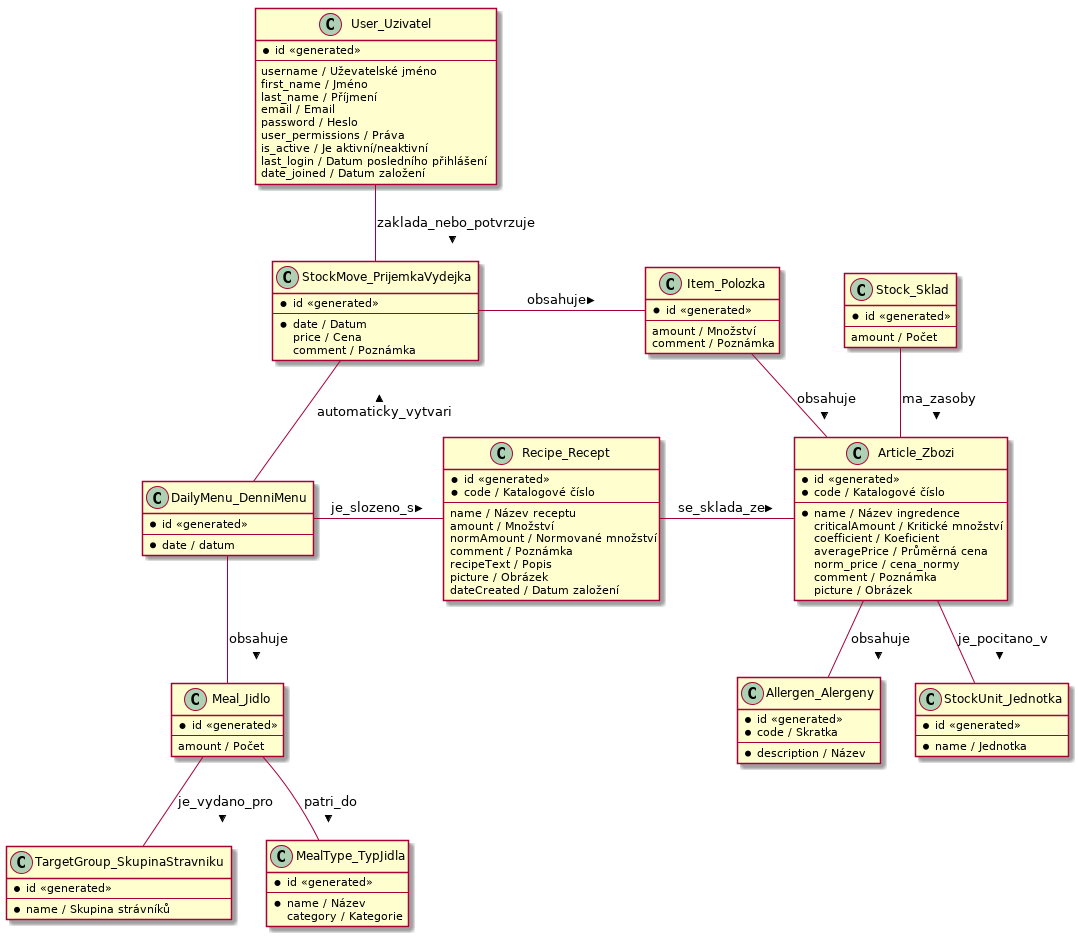 C User_Uzivatel
id «generated»
username / Uževatelské jméno
first_name / Jméno
last_name / Příjmení
email / Email
password / Heslo
user_permissions / Práva
is_active / Je aktivní/neaktivní
last_login / Datum posledního přihlášení
date_joined / Datum založení
zaklada_nebo_potvrzuje
C StockMove_PrijemkaVydejka
id «generated»
date / Datum
price / Cena
comment / Poznámka
obsahuje
C Item_Polozka
id «generated»
amount / Množství
comment / Poznámka
C Stock_Sklad
id «generated»
amount / Počet
automaticky_vytvari
obsahuje
ma_zasoby
C DailyMenu_DenniMenu
id «generated»
date / datum
je_slozeno_s
C Recipe_Recept
id «generated»
code / Katalogové číslo
name / Název receptu
amount / Množství
normAmount / Normované množství
comment / Poznámka
recipeText / Popis
picture / Obrázek
dateCreated / Datum založení
se_sklada_ze
C Article_Zbozi
id «generated»
code / Katalogové číslo
name / Název ingredence
criticalAmount / Kritické množství
coefficient / Koeficient
averagePrice / Průměrná cena
norm_price / cena_normy
comment / Poznámka
picture / Obrázek
obsahuje
obsahuje
je_pocitano_v
C Meal_Jidlo
id «generated»
amount / Počet
C Allergen_Alergeny
id «generated»
code / Skratka
description / Název
C StockUnit_Jednotka
id «generated»
name / Jednotka
je_vydano_pro
patri_do
C TargetGroup_SkupinaStravniku
id «generated»
name / Skupina strávníků
C MealType_TypJidla
id «generated»
name / Název
category / Kategorie